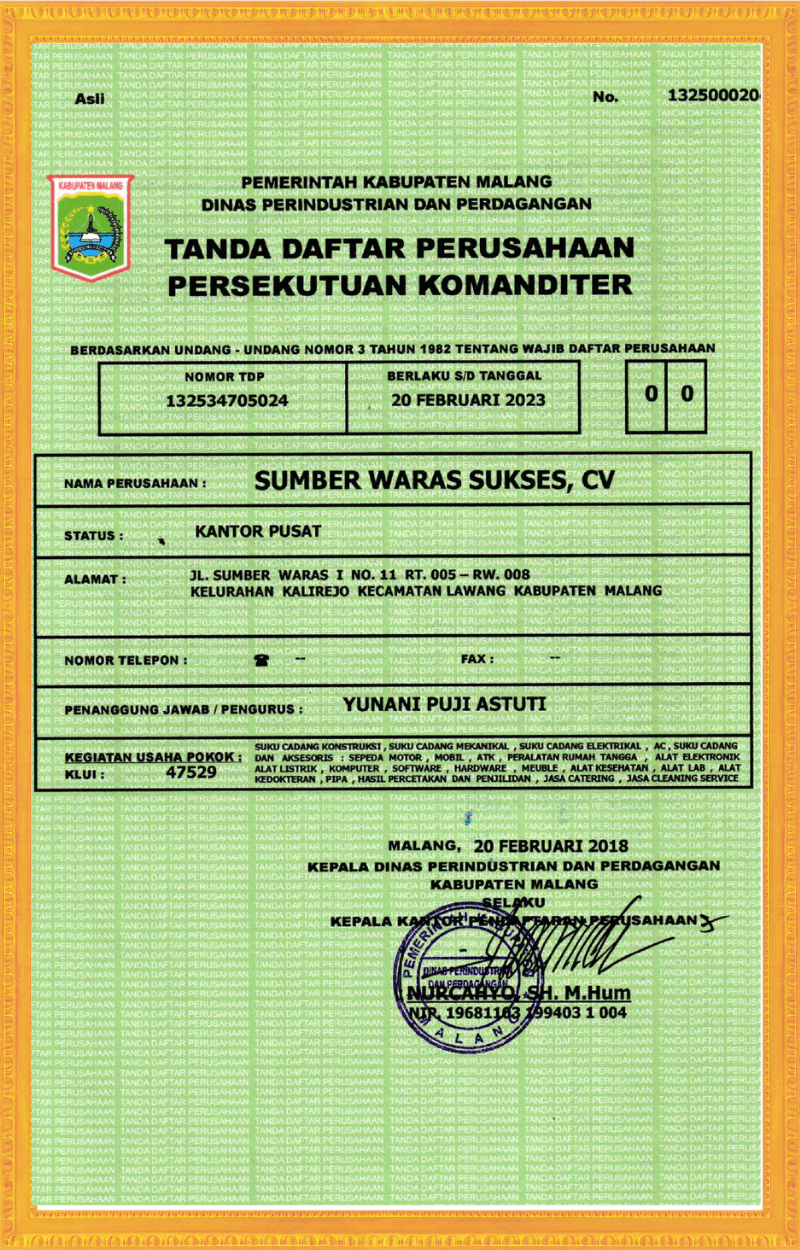 Asli
No. 132500020
KABUPATEN MALANG
PEMERINTAH KABUPATEN MALANG
DINAS PERINDUSTRIAN DAN PERDAGANGAN
TANDA DAFTAR PERUSAHAAN
PERSEKUTUAN KOMANDITER
BERDASARKAN UNDANG - UNDANG NOMOR 3 TAHUN 1982 TENTANG WAJIB DAFTAR PERUSAHAAN
NOMOR TDP
132534705024
BERLAKU S/D TANGGAL
20 FEBRUARI 2023
0 0
NAMA PERUSAHAAN : SUMBER WARAS SUKSES, CV
STATUS : KANTOR PUSAT
ALAMAT : JL. SUMBER WARAS I NO. 11 RT. 005 – RW. 008
KELURAHAN KALIREJO KECAMATAN LAWANG KABUPATEN MALANG
NOMOR TELEPON : ☎ -- FAX : --
PENANGGUNG JAWAB / PENGURUS : YUNANI PUJI ASTUTI
KEGIATAN USAHA POKOK :
KLUI : 47529
SUKU CADANG KONSTRUKSI , SUKU CADANG MEKANIKAL , SUKU CADANG ELEKTRIKAL , AC , SUKU CADANG
DAN AKSESORIS : SEPEDA MOTOR , MOBIL , ATK , PERALATAN RUMAH TANGGA , ALAT ELEKTRONIK
ALAT LISTRIK , KOMPUTER , SOFTWARE , HARDWARE , MEUBLE , ALAT KESEHATAN , ALAT LAB , ALAT
KEDOKTERAN , PIPA , HASIL PERCETAKAN DAN PENJILIDAN , JASA CATERING , JASA CLEANING SERVICE
MALANG, 20 FEBRUARI 2018
KEPALA DINAS PERINDUSTRIAN DAN PERDAGANGAN
KABUPATEN MALANG
SELAKU
KEPALA KANTOR PENDAFTARAN PERUSAHAAN
DINAS PERINDUSTRIAN
DAN PERDAGANGAN
MALANG
NURCAHYO, SH. M.Hum
NIP. 19681103 199403 1 004